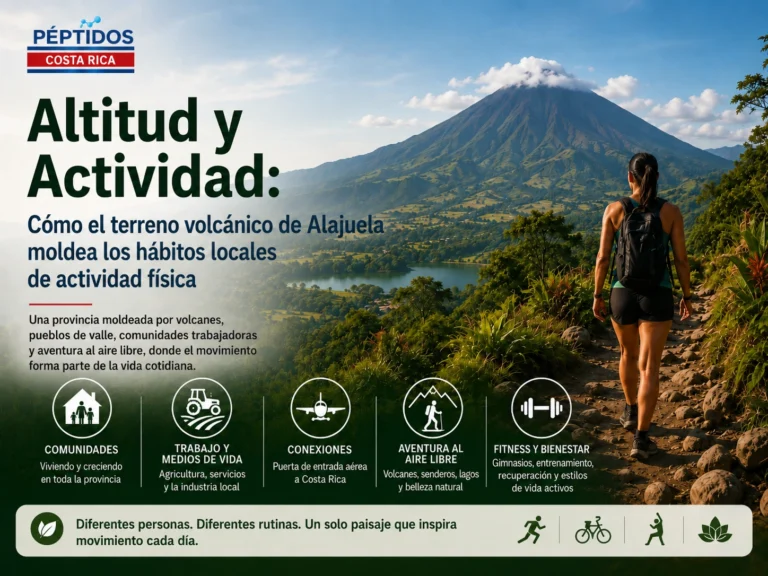 PÉPTIDOS
COSTA RICA
Altitud y
Actividad:
Cómo el terreno volcánico de Alajuela
moldea los hábitos locales
de actividad física
Una provincia moldeada por volcanes,
pueblos de valle, comunidades trabajadoras
y aventura al aire libre, donde el movimiento
forma parte de la vida cotidiana.
COMUNIDADES
Viviendo y creciendo
en toda la provincia
TRABAJO Y
MEDIOS DE VIDA
Agricultura, servicios
y la industria local
CONEXIONES
Puerta de entrada aérea
a Costa Rica
AVENTURA AL
AIRE LIBRE
Volcanes, senderos, lagos
y belleza natural
FITNESS Y BIENESTAR
Gimnasios, entrenamiento,
recuperación y estilos
de vida activos
Diferentes personas. Diferentes rutinas. Un solo paisaje que inspira
movimiento cada día.